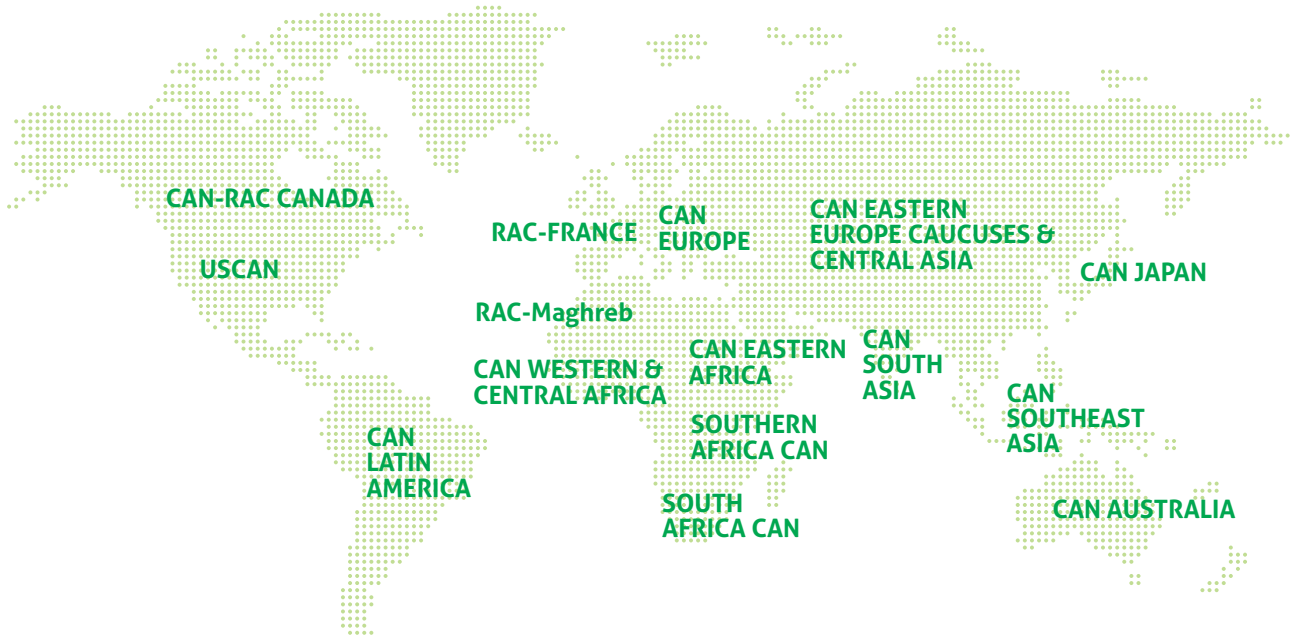 CAN-RAC CANADA
USCAN
RAC-FRANCE
CAN
EUROPE
CAN EASTERN
EUROPE CAUCUSES &
CENTRAL ASIA
CAN JAPAN
RAC-Maghreb
CAN WESTERN &
CENTRAL AFRICA
CAN EASTERN
AFRICA
CAN
SOUTH
ASIA
CAN
SOUTHEAST
ASIA
SOUTHERN
AFRICA CAN
CAN
LATIN
AMERICA
SOUTH
AFRICA CAN
CAN AUSTRALIA